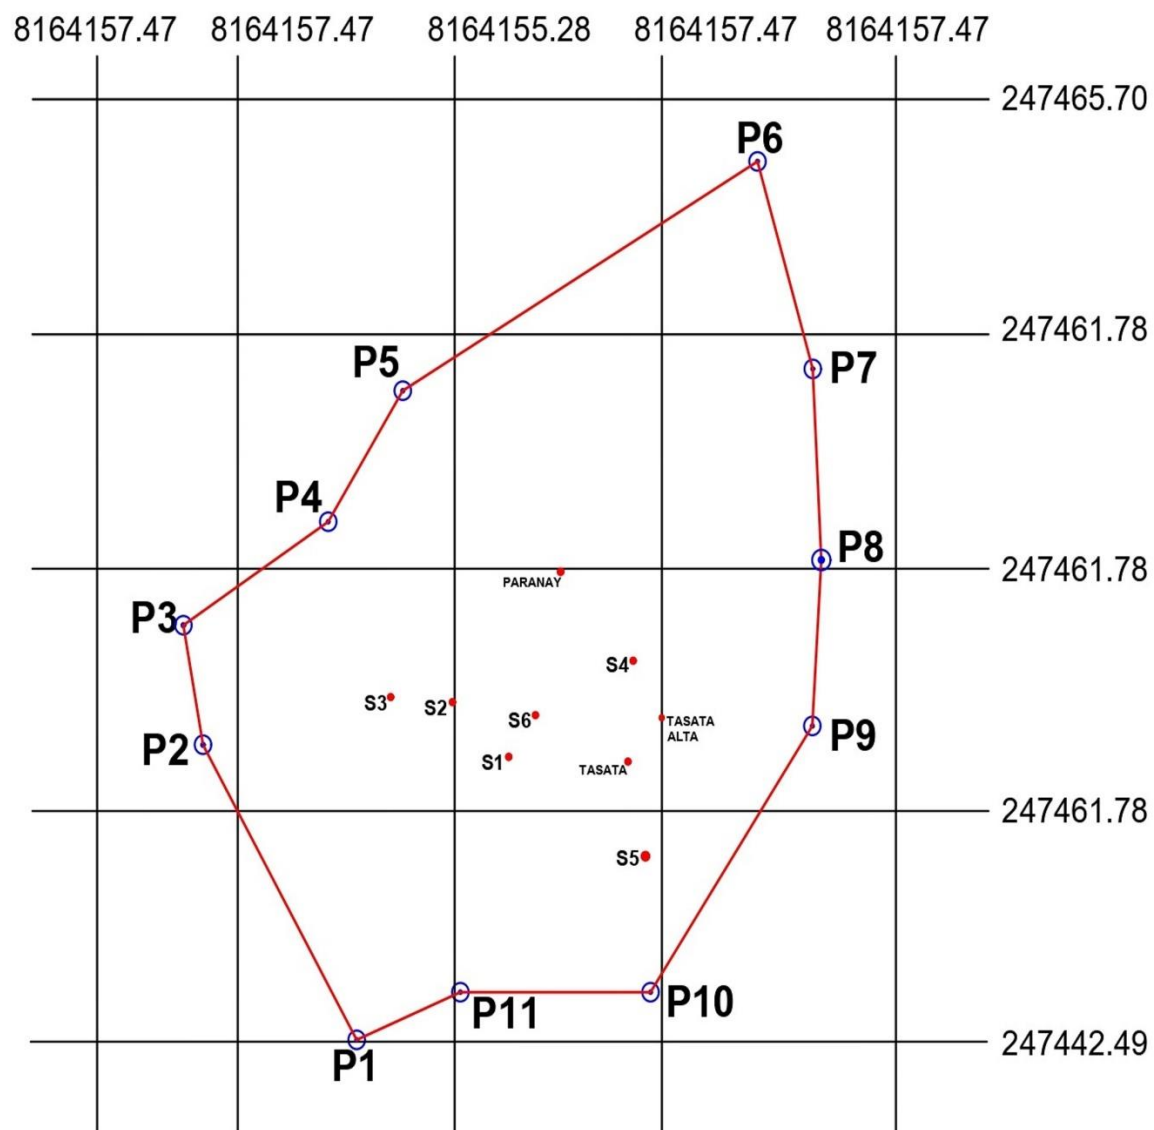 8164157.47 8164157.47 8164155.28 8164157.47 8164157.47
247465.70
P6
247461.78
P5
P7
P4
P8
247461.78
PARANAY
P3
S4
S3
S2
S6
TASATA
ALTA
P9
P2
S1
TASATA
247461.78
S5
P10
P11
247442.49
P1